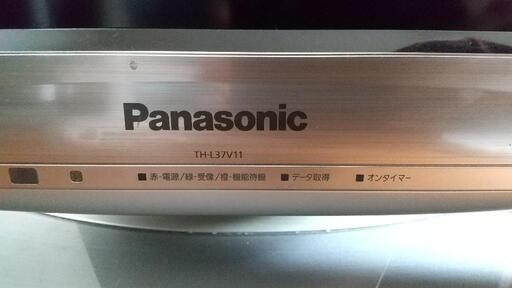 Panasonic
TH-L37V11
■ 赤-電源/緑-受像/橙-機能待機 ■ データ取得 ■ オンタイマー